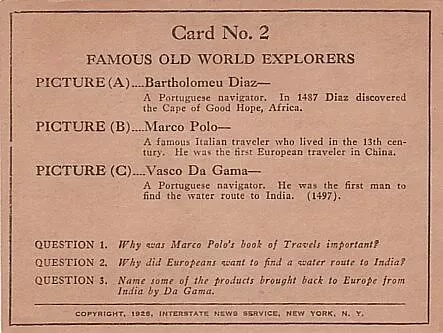 Card No. 2
FAMOUS OLD WORLD EXPLORERS
PICTURE (A)....Bartholomeu Diaz—
A Portuguese navigator. In 1487 Diaz discovered
the Cape of Good Hope, Africa.
PICTURE (B)....Marco Polo—
A famous Italian traveler who lived in the 13th cen-
tury. He was the first European traveler in China.
PICTURE (C)....Vasco Da Gama—
A Portuguese navigator. He was the first man to
find the water route to India. (1497).
QUESTION 1. Why was Marco Polo's book of Travels important?
QUESTION 2. Why did Europeans want to find a water route to India?
QUESTION 3. Name some of the products brought back to Europe from
India by Da Gama.
COPYRIGHT, 1926, INTERSTATE NEWS SERVICE, NEW YORK, N. Y.